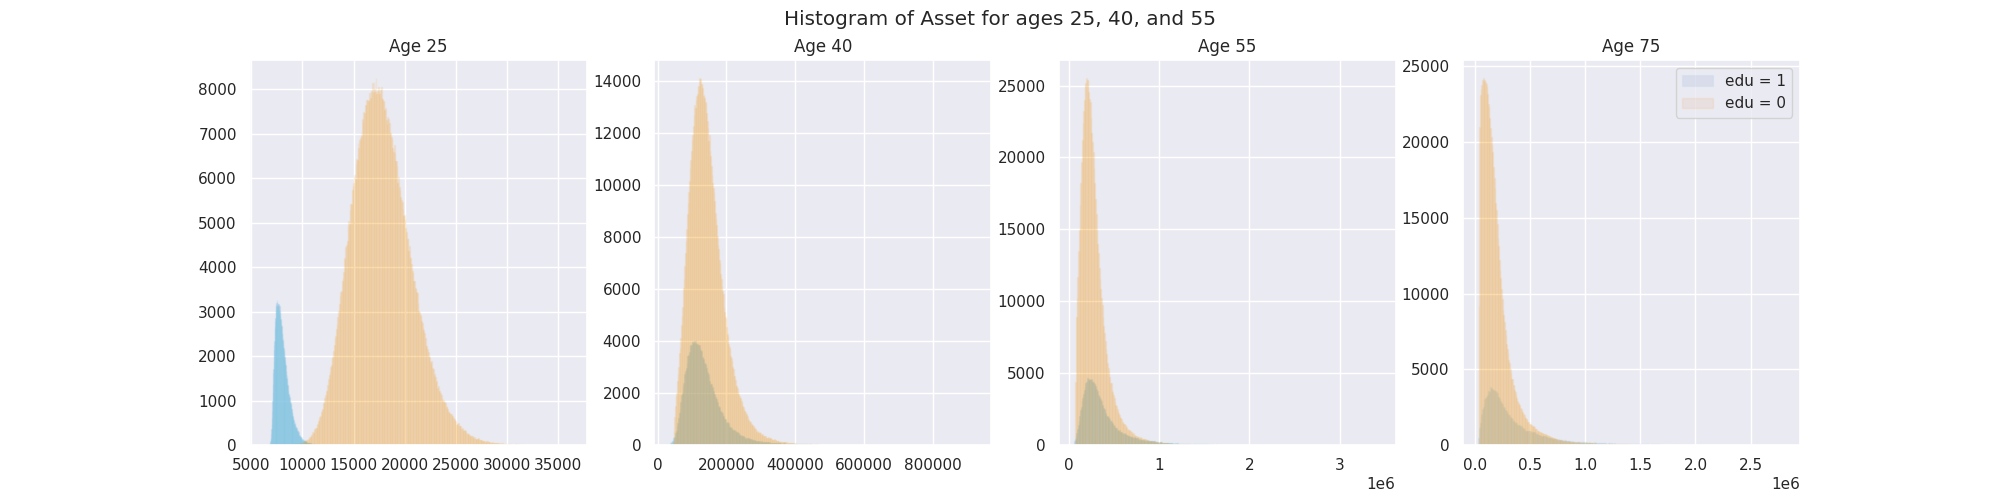 Histogram of Asset for ages 25, 40, and 55
Age 25
8000
7000
6000
5000
4000
3000
2000
1000
0
5000 10000 15000 20000 25000 30000 35000
Age 40
14000
12000
10000
8000
6000
4000
2000
0
0 200000 400000 600000 800000
Age 55
25000
20000
15000
10000
5000
0
0 1 2 3
1e6
Age 75
25000
20000
15000
10000
5000
0
0.0 0.5 1.0 1.5 2.0 2.5
1e6
edu = 1
edu = 0